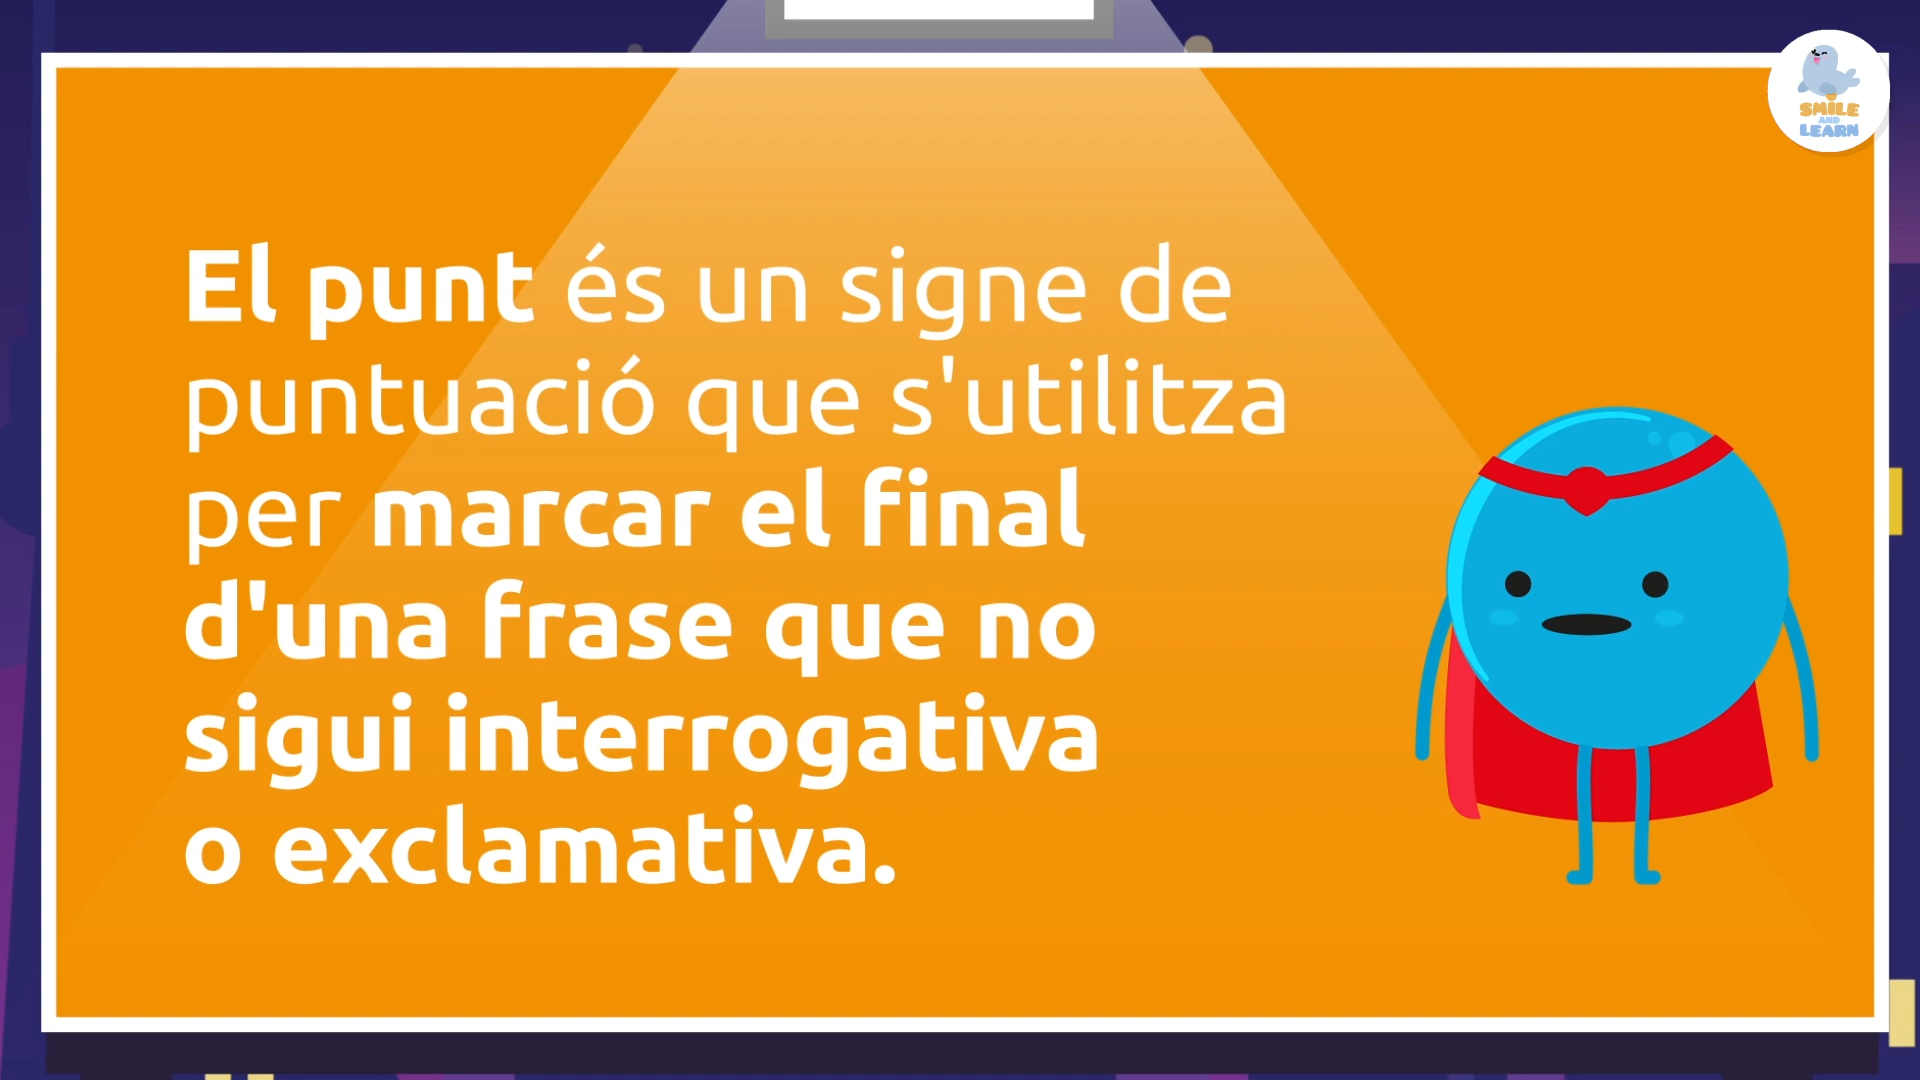 El punt és un signe de
puntuació que s'utilitza
per marcar el final
d'una frase que no
sigui interrogativa
o exclamativa.
SMILE
AND
LEARN